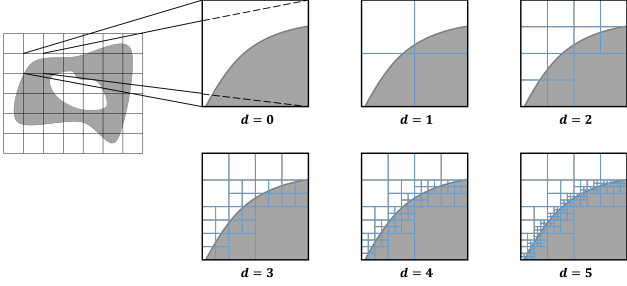 d = 0
d = 1
d = 2
d = 3
d = 4
d = 5